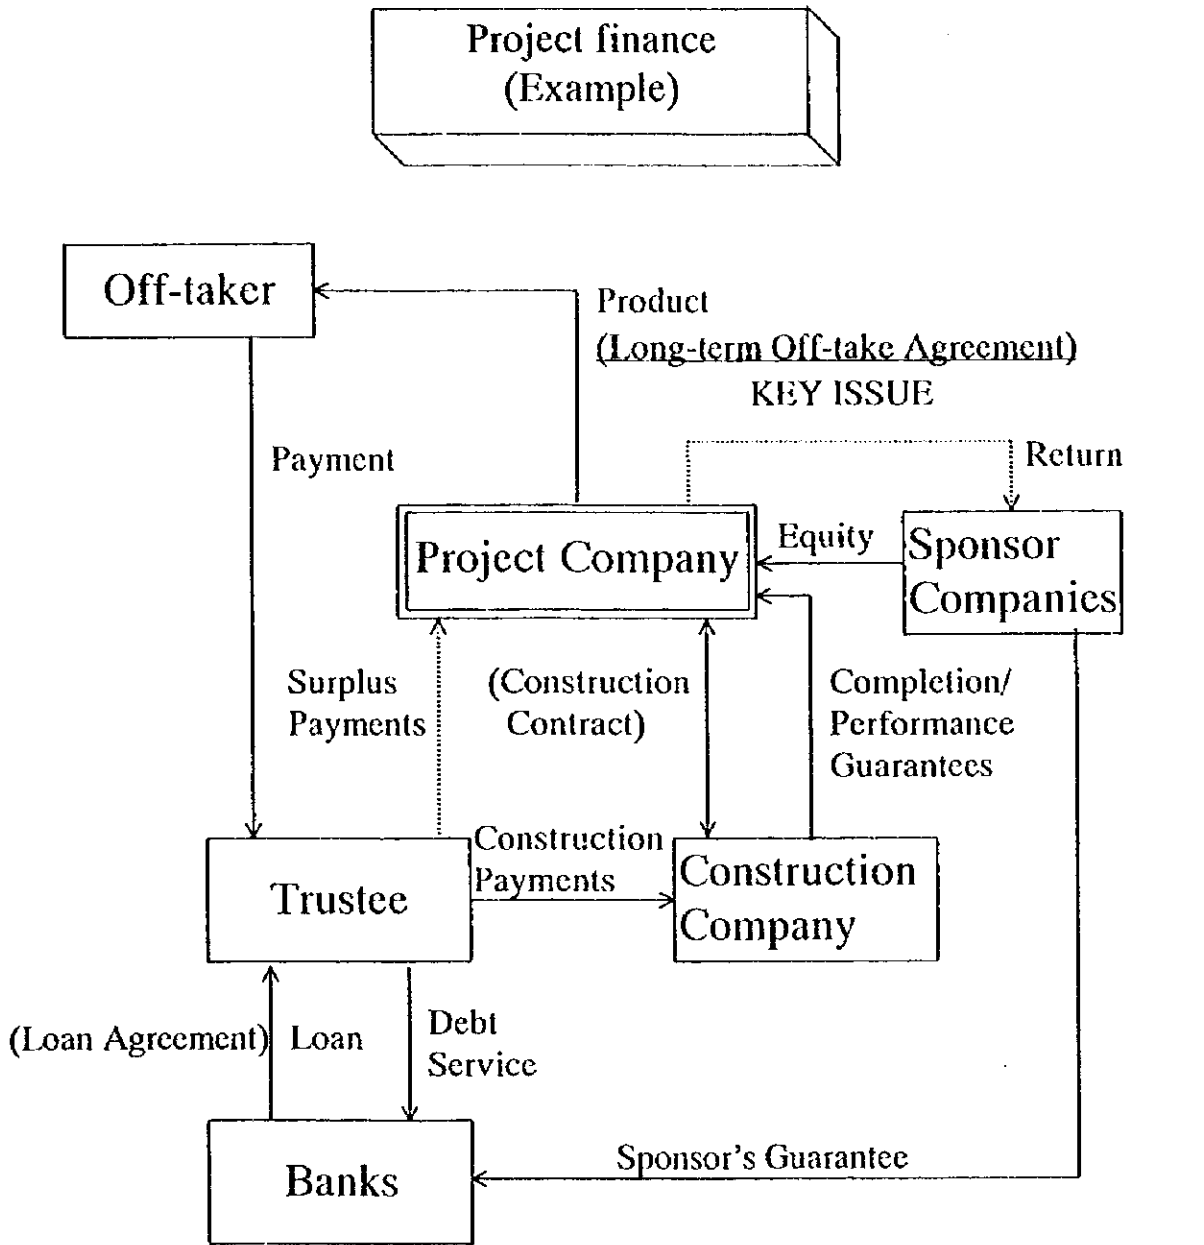 Project finance
(Example)
Off-taker
Product
(Long-term Off-take Agreement)
KEY ISSUE
Payment
Return
Project Company
Equity
Sponsor
Companies
Surplus
Payments
(Construction
Contract)
Completion/
Performance
Guarantees
Trustee
Construction
Payments
Construction
Company
(Loan Agreement)
Loan
Debt
Service
Banks
Sponsor's Guarantee